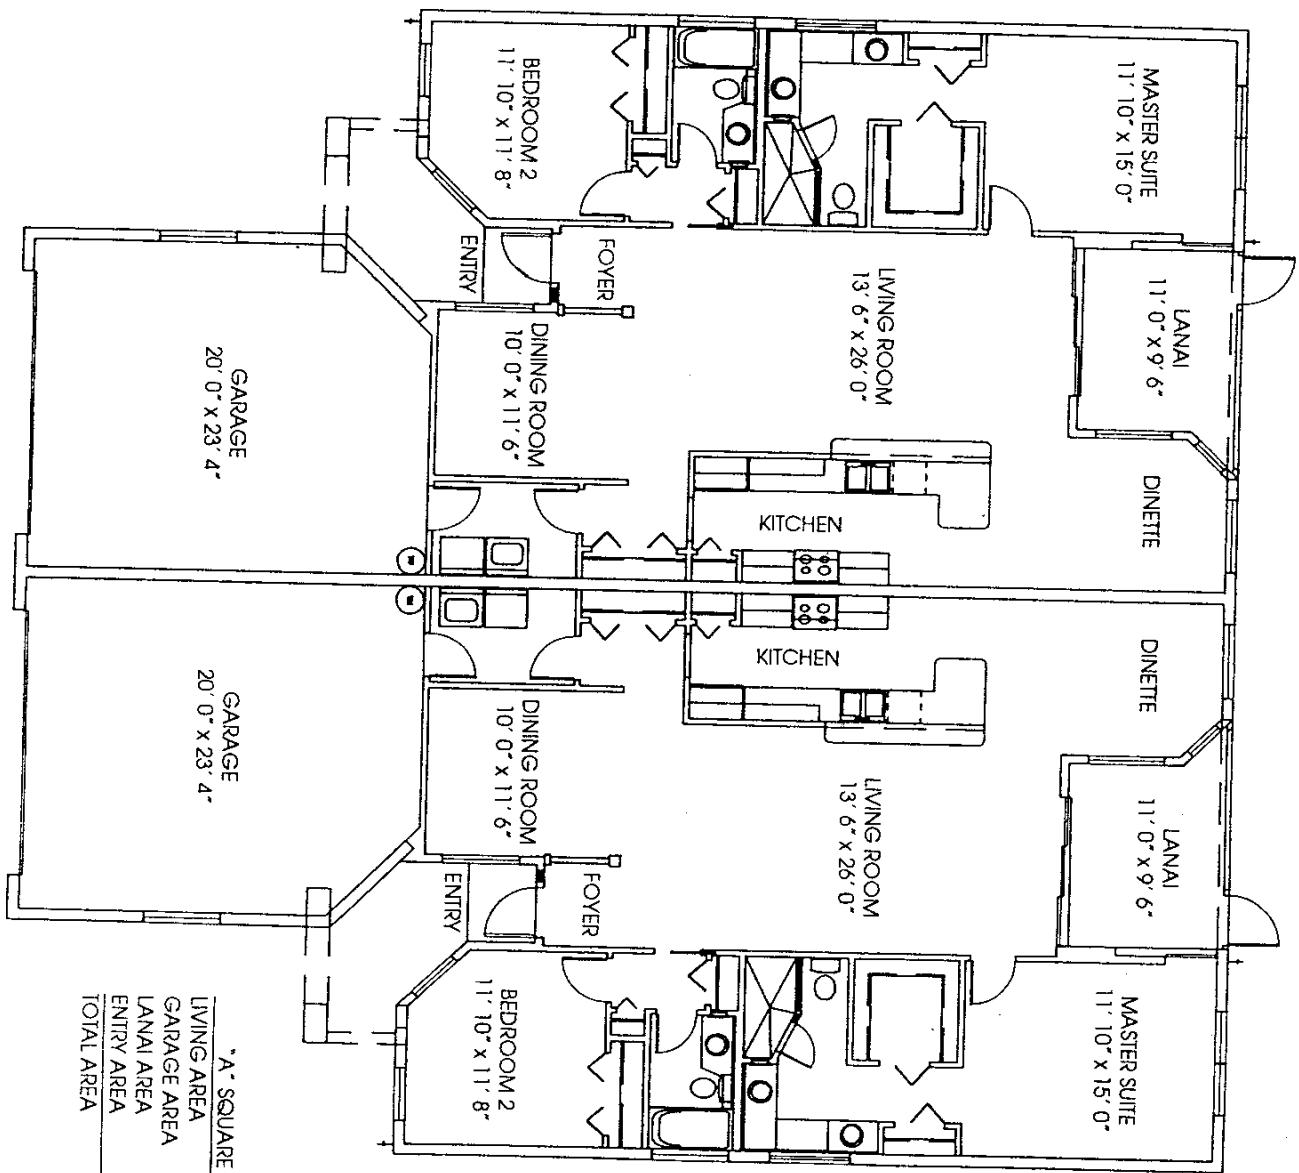 MASTER SUITE
11' 10" x 15' 0"
BEDROOM 2
11' 10" x 11' 8"
LANAI
11' 0" x 9' 6"
LIVING ROOM
13' 6" x 26' 0"
FOYER
ENTRY
DINING ROOM
10' 0" x 11' 6"
GARAGE
20' 0" x 23' 4"
DINETTE
KITCHEN
KITCHEN
DINETTE
GARAGE
20' 0" x 23' 4"
DINING ROOM
10' 0" x 11' 6"
LIVING ROOM
13' 6" x 26' 0"
LANAI
11' 0" x 9' 6"
FOYER
ENTRY
MASTER SUITE
11' 10" x 15' 0"
BEDROOM 2
11' 10" x 11' 8"
"A" SQUARE
LIVING AREA
GARAGE AREA
LANAI AREA
ENTRY AREA
TOTAL AREA